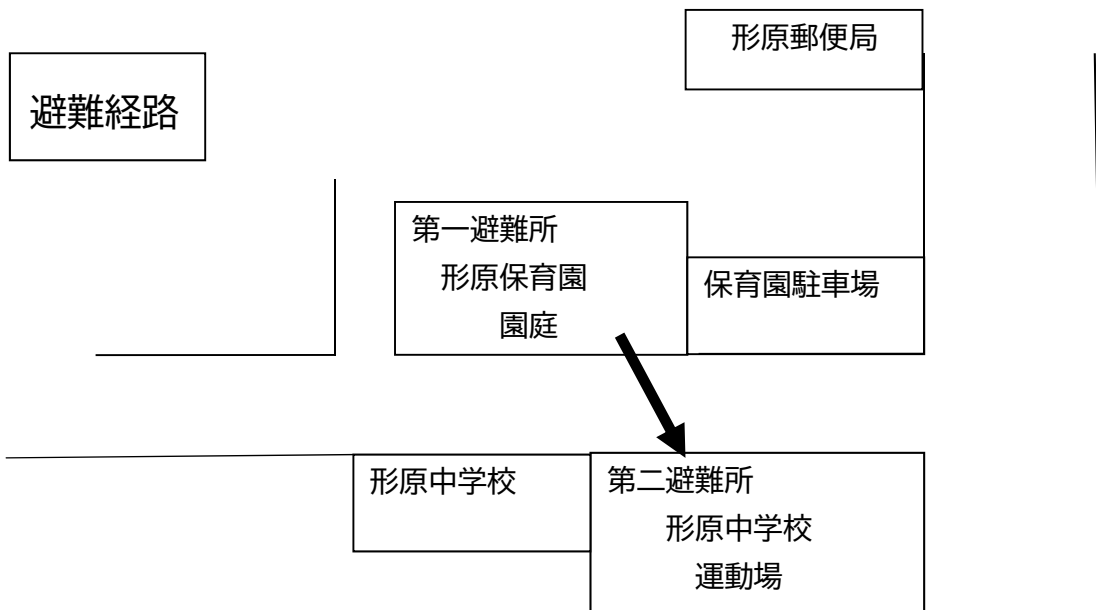 形原郵便局
避難経路
第一避難所
形原保育園
園庭
保育園駐車場
形原中学校
第二避難所
形原中学校
運動場